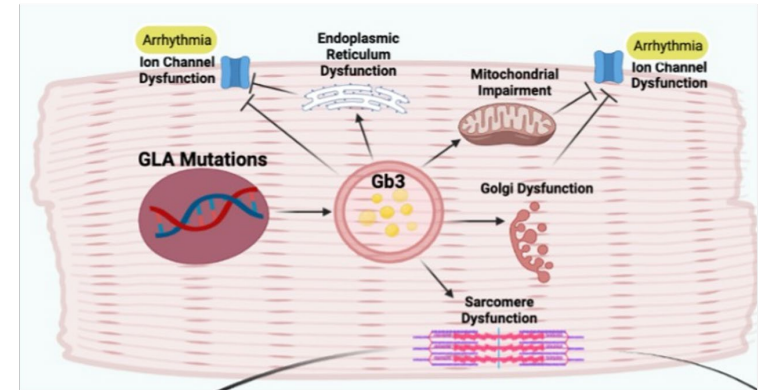 Arrhythmia
Ion Channel
Dysfunction
Endoplasmic
Reticulum
Dysfunction
Mitochondrial
Impairment
Arrhythmia
Ion Channel
Dysfunction
GLA Mutations
Gb3
Golgi Dysfunction
Sarcomere
Dysfunction